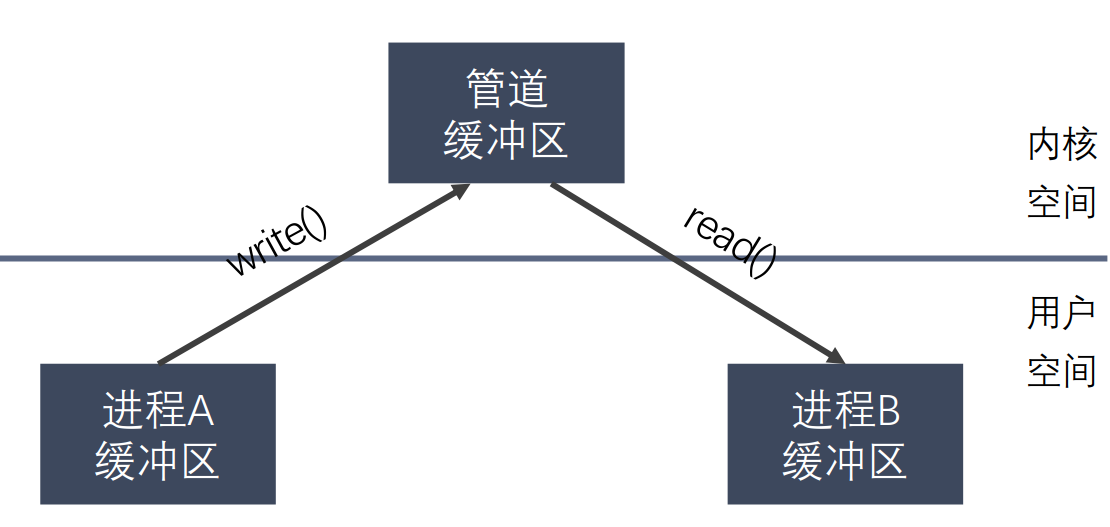 管道
缓冲区
内核
空间
write()
read()
用户
空间
进程A
缓冲区
进程B
缓冲区